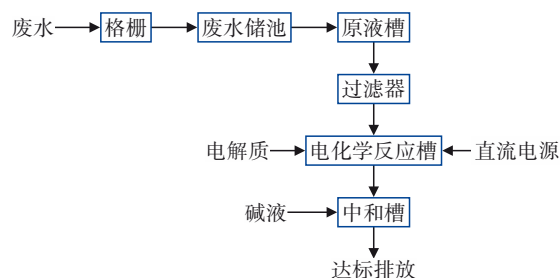 废水
格栅
废水储池
原液槽
过滤器
电解质
电化学反应槽
直流电源
碱液
中和槽
达标排放